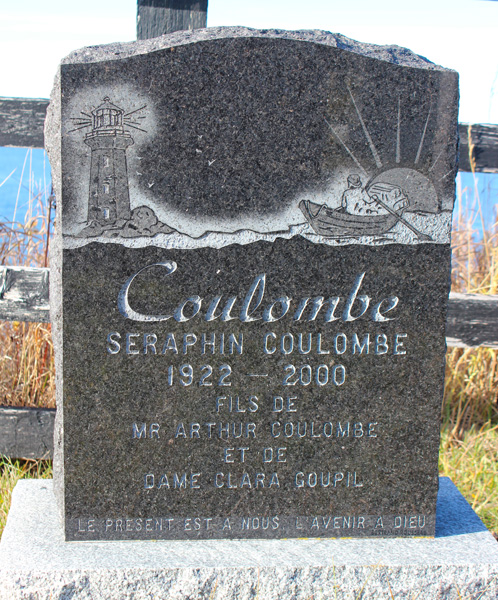 Coulombe
SERAPHIN COULOMBE
1922 - 2000
FILS DE
MR ARTHUR COULOMBE
ET DE
DAME CLARA GOUPIL
LE PRÉSENT EST À NOUS, L'AVENIR À DIEU